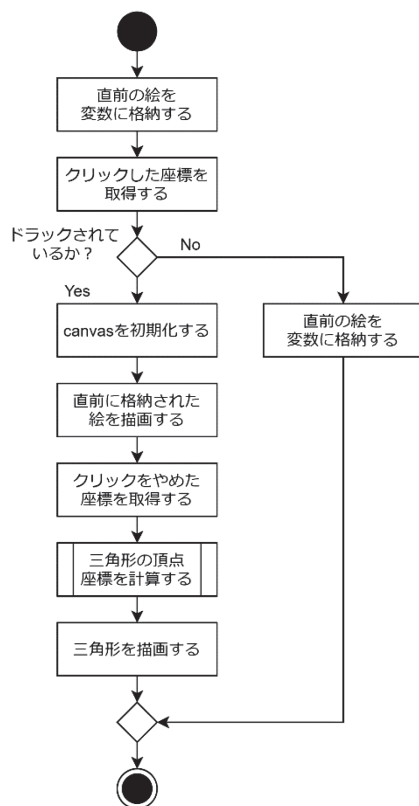 直前の絵を
変数に格納する
クリックした座標を
取得する
ドラックされて
いるか？
No
Yes
canvasを初期化する
直前の絵を
変数に格納する
直前に格納された
絵を描画する
クリックをやめた
座標を取得する
三角形の頂点
座標を計算する
三角形を描画する